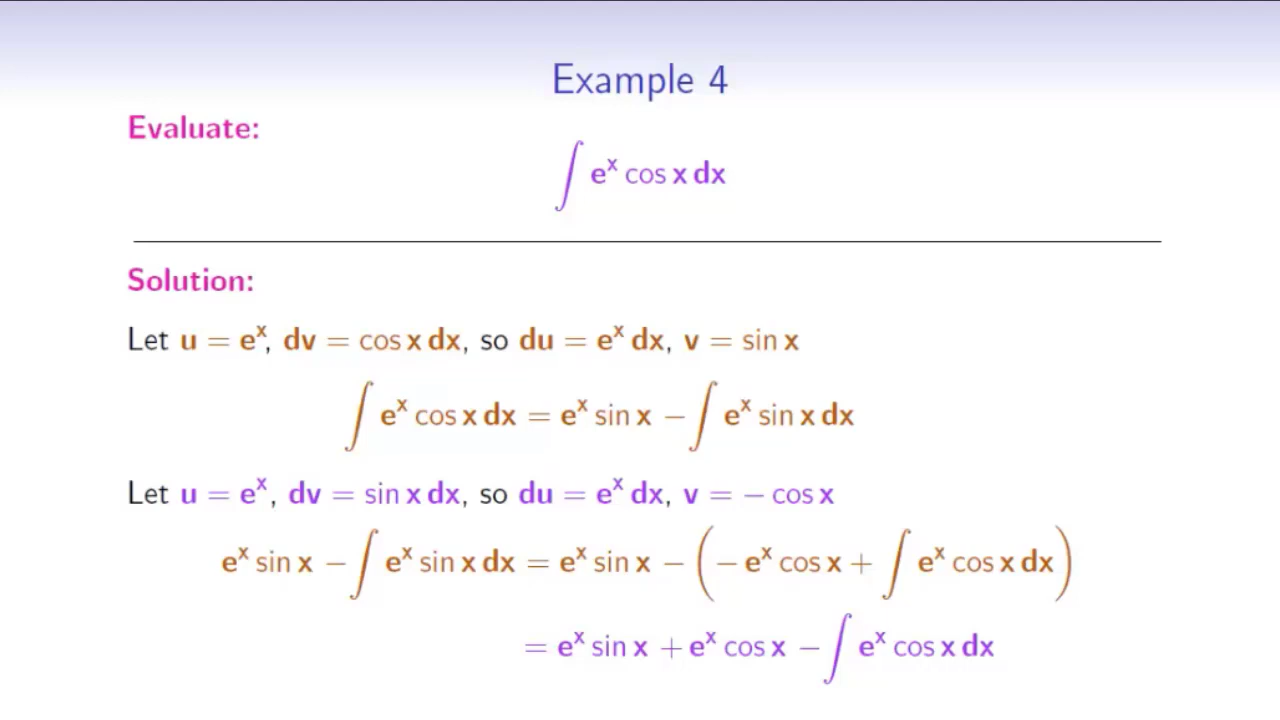 Example 4
Evaluate:
∫ eˣ cos x dx
Solution:
Let u = eˣ, dv = cos x dx, so du = eˣ dx, v = sin x
∫ eˣ cos x dx = eˣ sin x − ∫ eˣ sin x dx
Let u = eˣ, dv = sin x dx, so du = eˣ dx, v = − cos x
eˣ sin x − ∫ eˣ sin x dx = eˣ sin x − ( − eˣ cos x + ∫ eˣ cos x dx )
= eˣ sin x + eˣ cos x − ∫ eˣ cos x dx